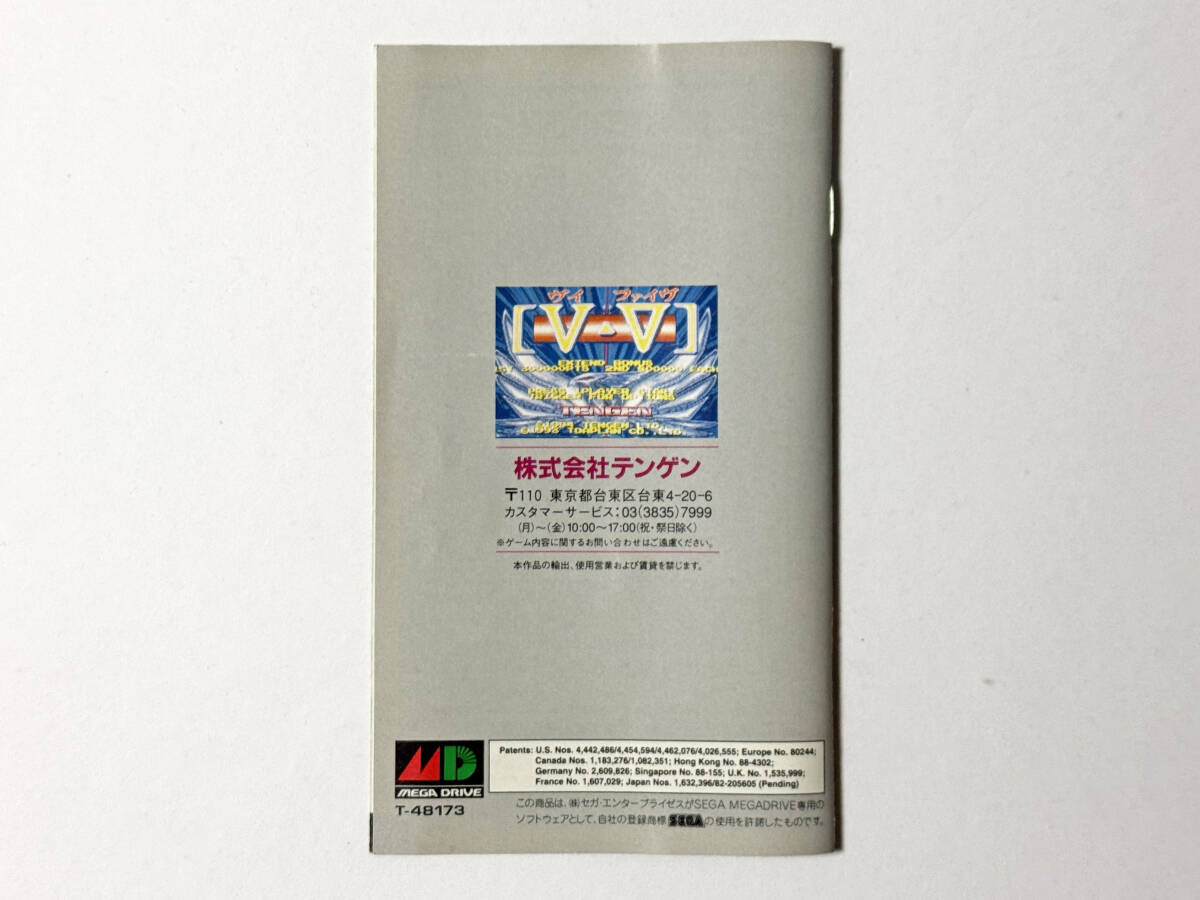 ヴィ ファイヴ
[V・V]
EXTEND BONUS
TENGEN
株式会社テンゲン
〒110 東京都台東区台東4-20-6
カスタマーサービス:03(3835)7999
(月)〜(金)10:00〜17:00(祝・祭日除く)
※ゲーム内容に関するお問い合わせはご遠慮ください。
本作品の輸出、使用営業および賃貸を禁じます。
MEGA DRIVE
T-48173
Patents: U.S. Nos. 4,442,486/4,454,594/4,462,076/4,026,555; Europe No. 80244;
Canada Nos. 1,183,276/1,082,351; Hong Kong No. 88-4302;
Germany No. 2,609,826; Singapore No. 88-155; U.K. No. 1,535,999;
France No. 1,607,029; Japan Nos. 1,632,396/82-205605 (Pending)
この商品は、㈱セガ・エンタープライゼスがSEGA MEGADRIVE専用の
ソフトウェアとして、自社の登録商標SEGAの使用を許諾したものです。